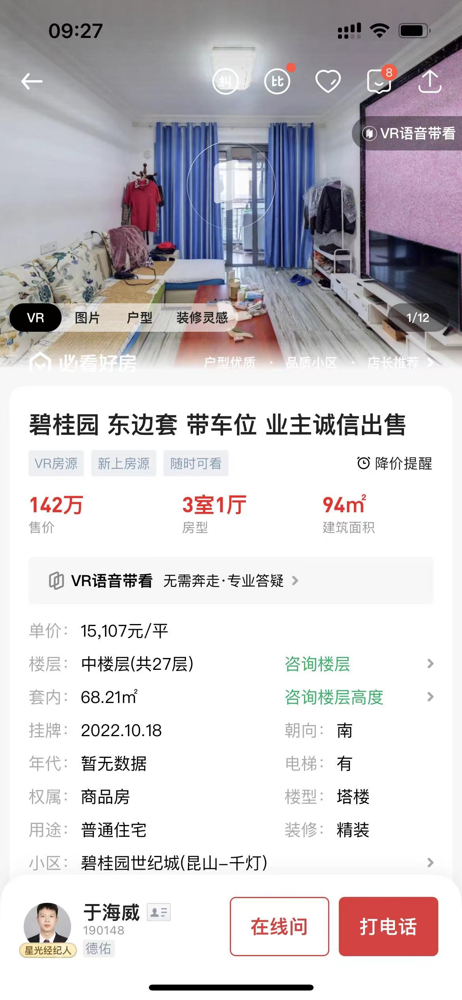 09:27
纠
比
8
VR语音带看
VR 图片 户型 装修灵感
1/12
必看好房 户型优质 · 品质小区 · 店长推荐
碧桂园 东边套 带车位 业主诚信出售
VR房源 新上房源 随时可看 降价提醒
142万 3室1厅 94㎡
售价 房型 建筑面积
VR语音带看 无需奔走·专业答疑
单价： 15,107元/平
楼层： 中楼层(共27层) 咨询楼层
套内： 68.21㎡ 咨询楼层高度
挂牌： 2022.10.18 朝向： 南
年代： 暂无数据 电梯： 有
权属： 商品房 楼型： 塔楼
用途： 普通住宅 装修： 精装
小区： 碧桂园世纪城(昆山-千灯)
于海威
190148
星光经纪人
德佑
在线问
打电话